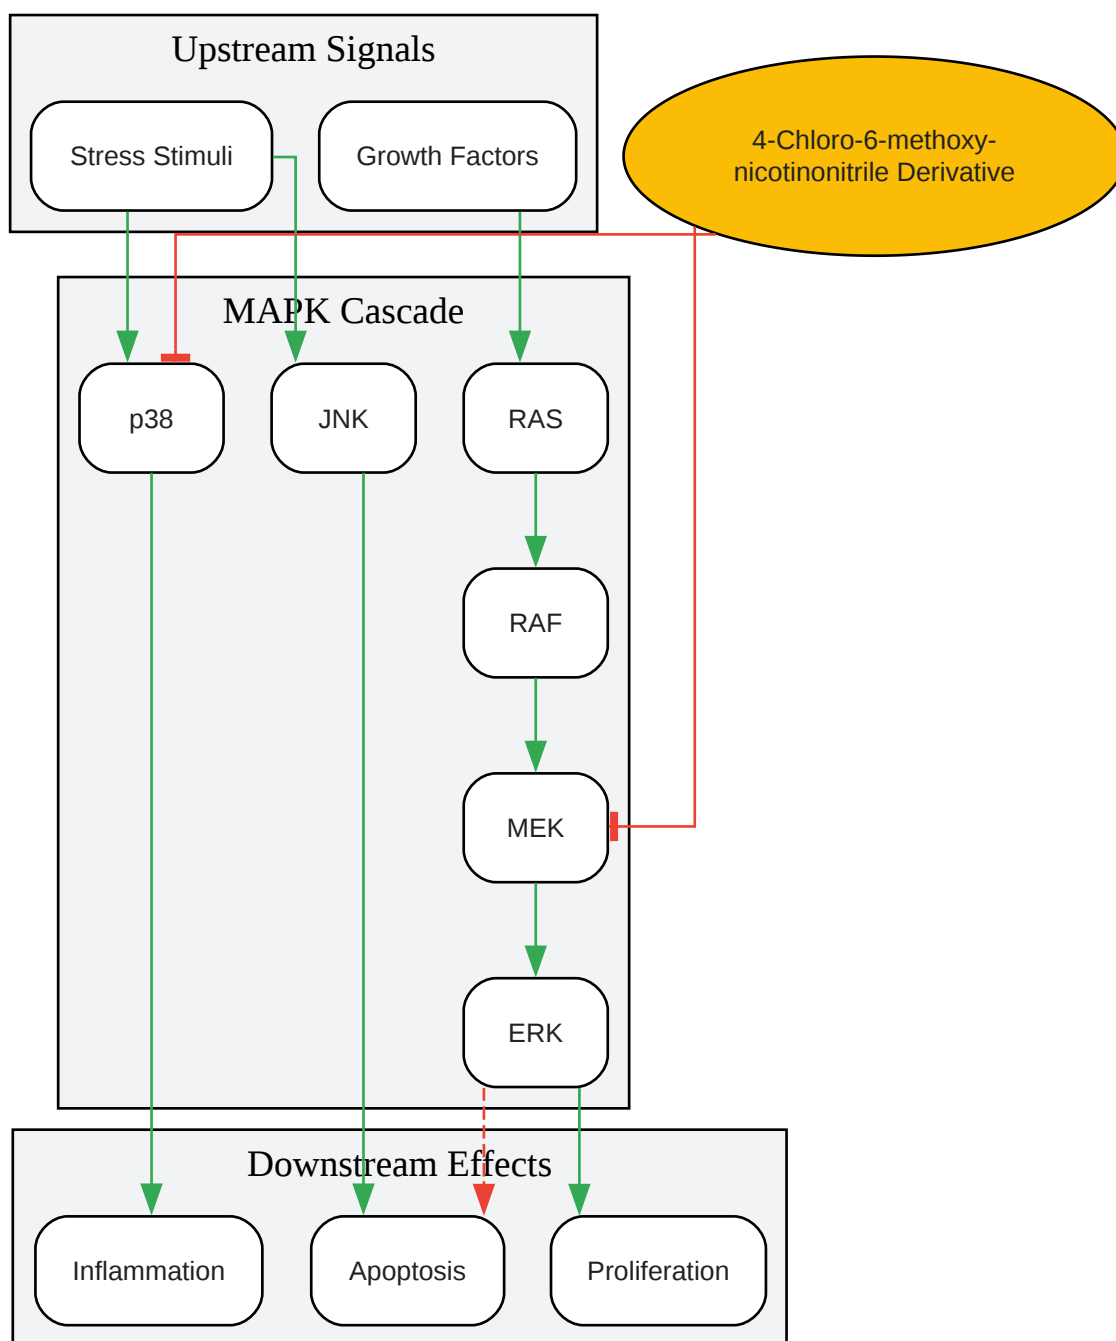 Upstream Signals
Stress Stimuli
Growth Factors
4-Chloro-6-methoxy-
nicotinonitrile Derivative
MAPK Cascade
p38
JNK
RAS
RAF
MEK
ERK
Downstream Effects
Inflammation
Apoptosis
Proliferation